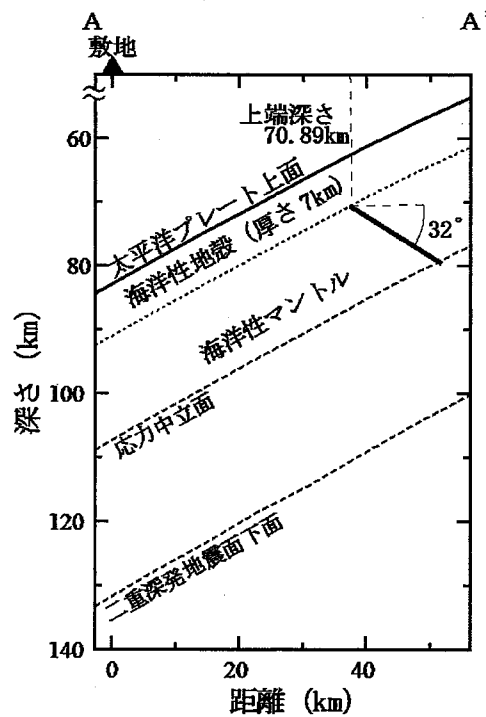 A
A'
敷地
上端深さ
70.89km
太平洋プレート上面
海洋性地殻(厚さ7km)
32°
海洋性マントル
応力中立面
二重深発地震面下面
60
80
100
120
140
深さ (km)
0
20
40
距離 (km)